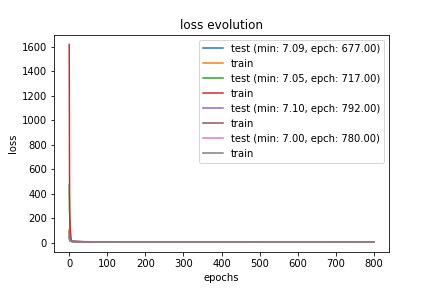 loss evolution
1600
1400
1200
1000
800
600
400
200
0
loss
test (min: 7.09, epch: 677.00)
train
test (min: 7.05, epch: 717.00)
train
test (min: 7.10, epch: 792.00)
train
test (min: 7.00, epch: 780.00)
train
0 100 200 300 400 500 600 700 800
epochs